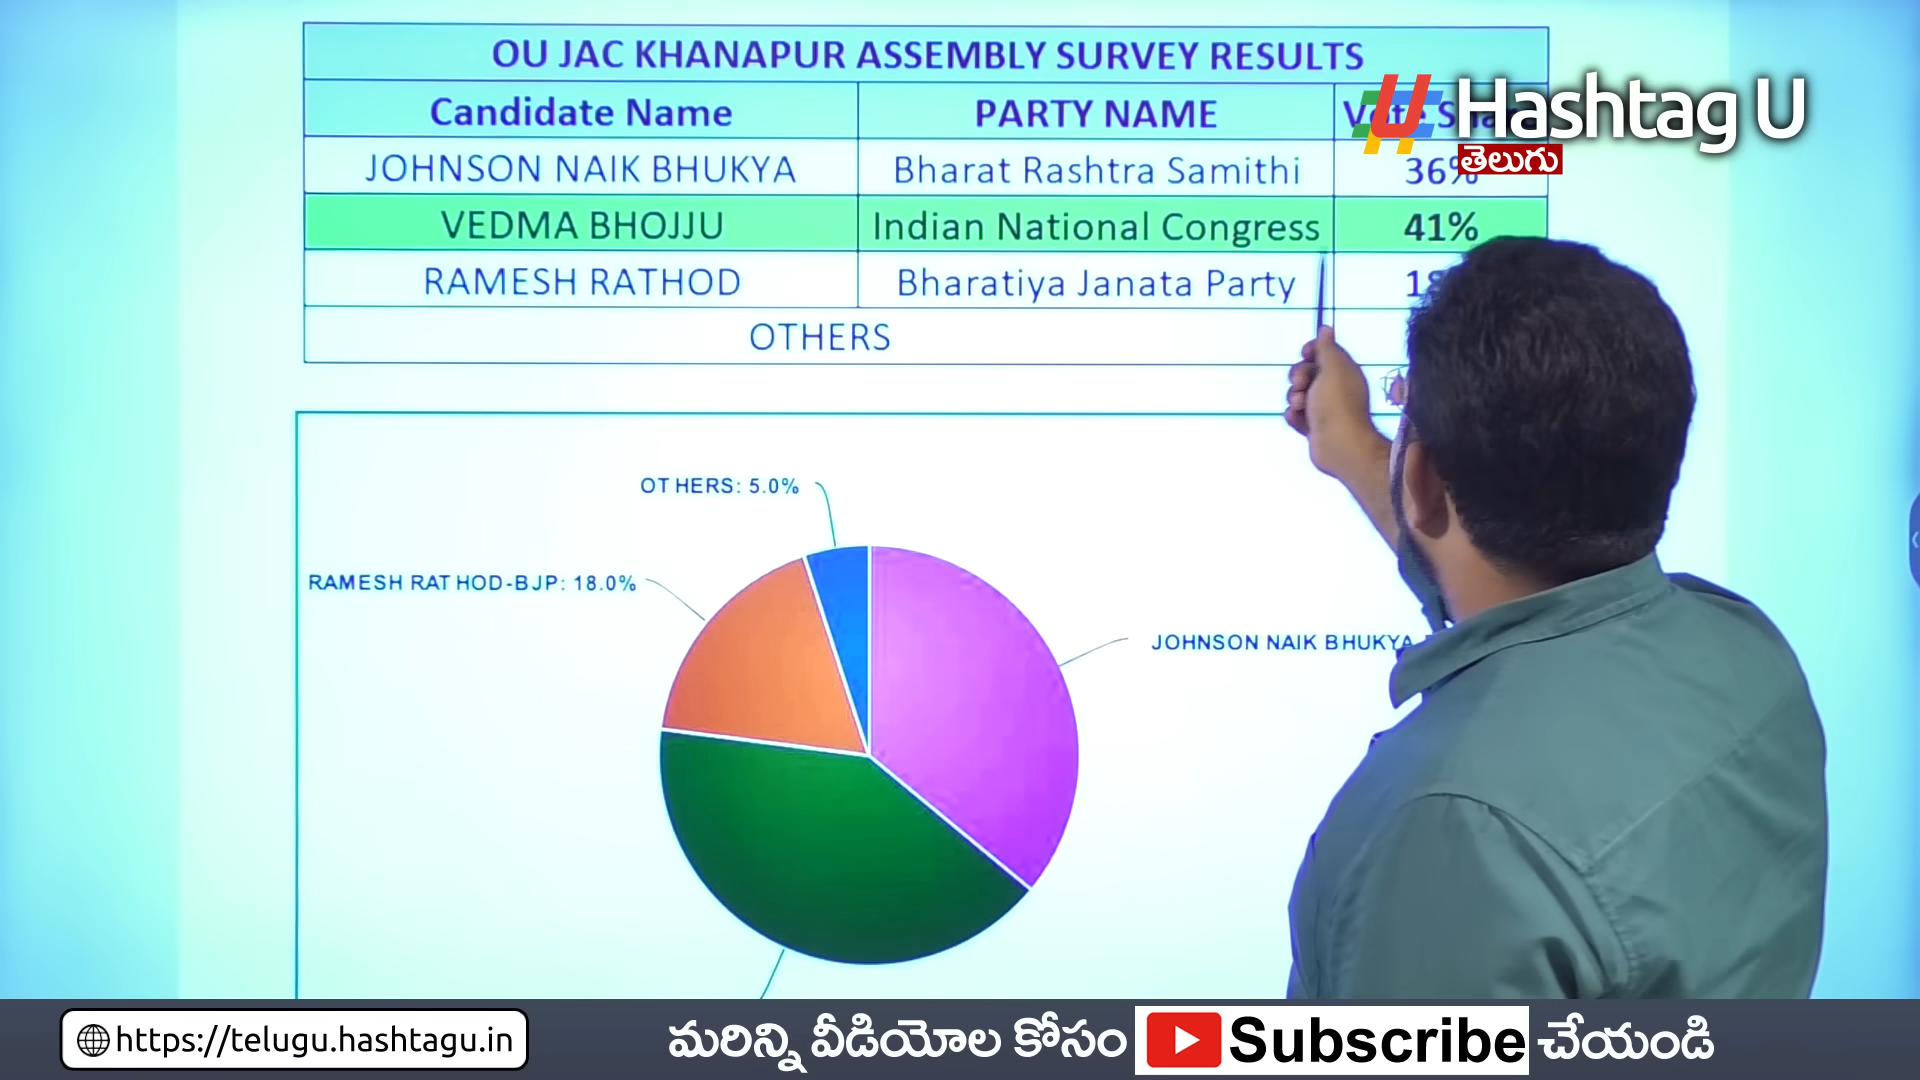 OU JAC KHANAPUR ASSEMBLY SURVEY RESULTS
Candidate Name PARTY NAME Vote
Hashtag U
తెలుగు
JOHNSON NAIK BHUKYA Bharat Rashtra Samithi 36%
VEDMA BHOJJU Indian National Congress 41%
RAMESH RATHOD Bharatiya Janata Party
OTHERS
OTHERS: 5.0%
RAMESH RATHOD-BJP: 18.0%
JOHNSON NAIK BHUKYA
https://telugu.hashtagu.in మరిన్ని వీడియోల కోసం Subscribe చేయండి